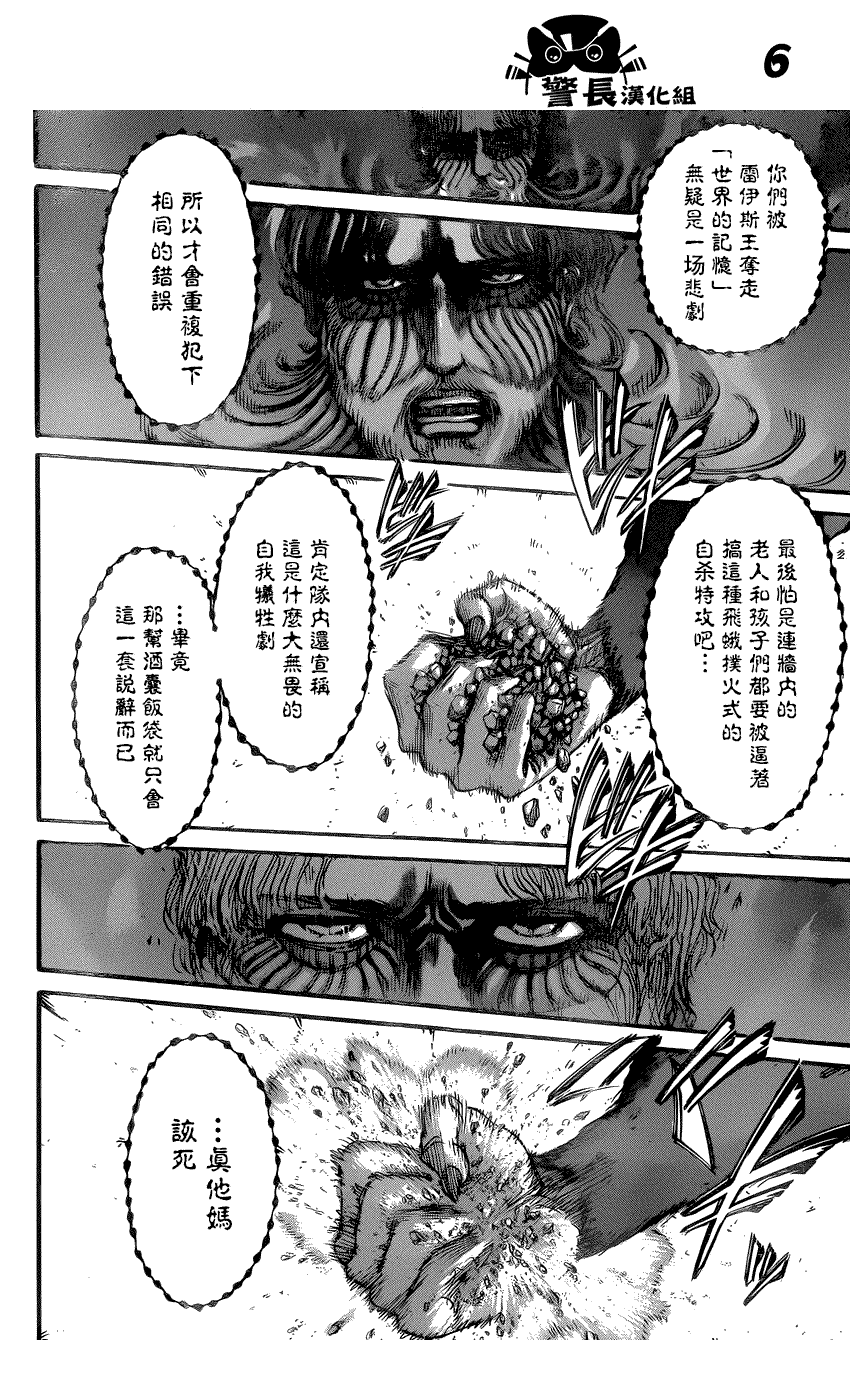 警長漢化組
6
你們被
雷伊斯王奪走
「世界的記憶」
無疑是一场悲劇
所以才會重複犯下
相同的錯誤
最後怕是連牆内的
老人和孩子們都要被逼著
搞這種飛蛾撲火式的
自杀特攻吧…
肯定隊内還宣稱
這是什麼大無畏的
自我犧牲劇
…畢竟
那幫酒囊飯袋就只會
這一套説辭而已
…眞他媽
该死